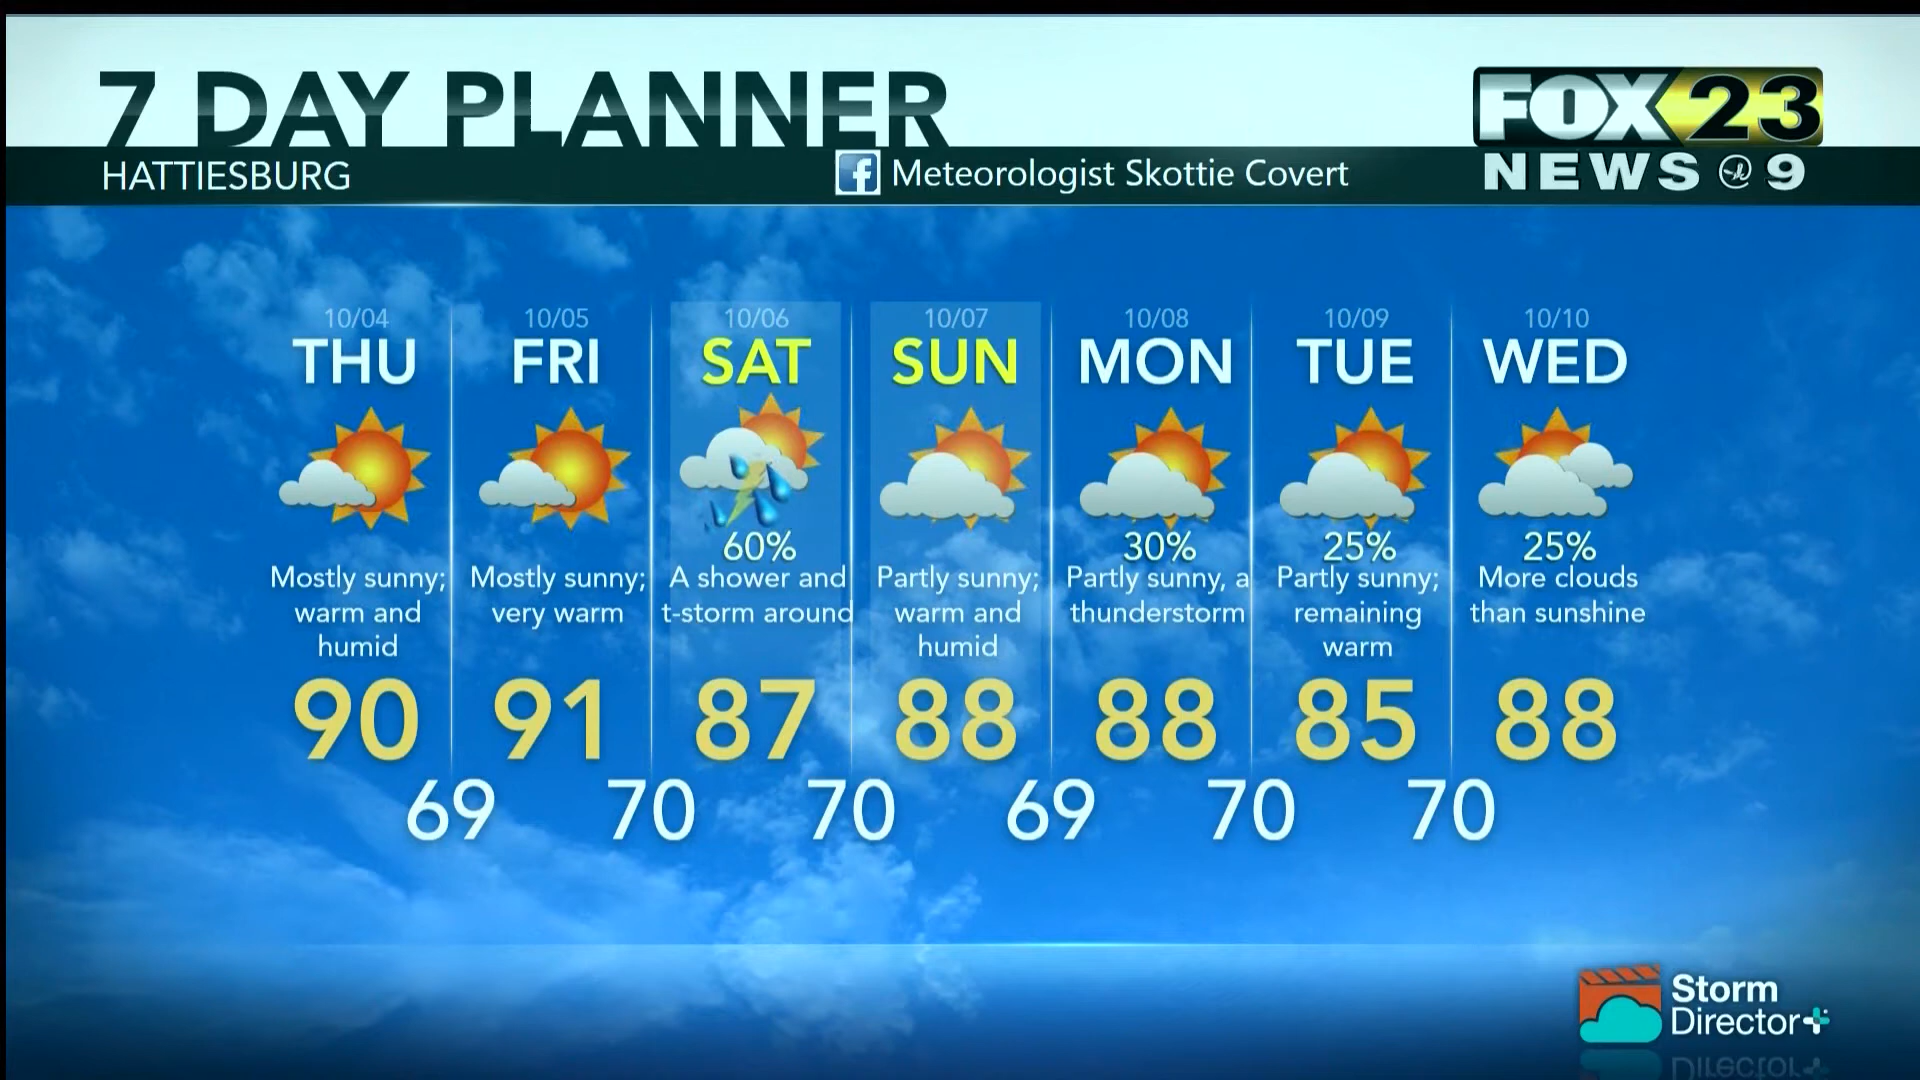 7 DAY PLANNER
HATTIESBURG
Meteorologist Skottie Covert
FOX 23
NEWS @ 9
10/04 10/05 10/06 10/07 10/08 10/09 10/10
THU FRI SAT SUN MON TUE WED
60% 30% 25% 25%
Mostly sunny; Mostly sunny; A shower and Partly sunny; Partly sunny, a Partly sunny; More clouds
warm and very warm t-storm around warm and thunderstorm remaining than sunshine
humid humid warm
90 91 87 88 88 85 88
69 70 70 69 70 70
Storm
Director+